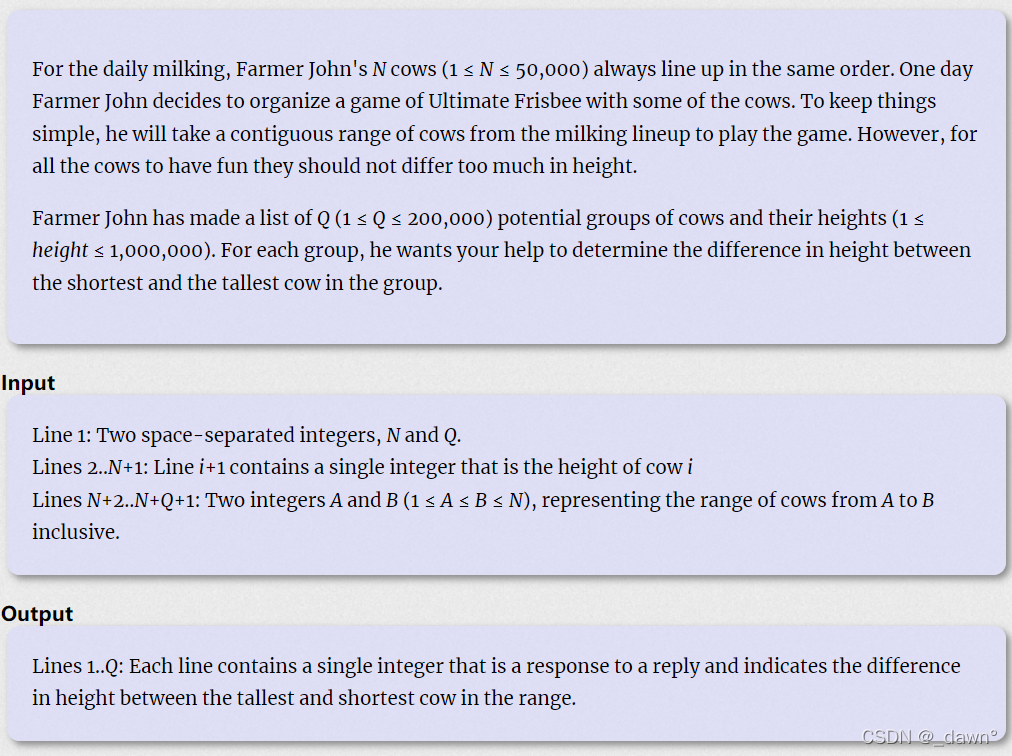 For the daily milking, Farmer John's N cows (1 ≤ N ≤ 50,000) always line up in the same order. One day
Farmer John decides to organize a game of Ultimate Frisbee with some of the cows. To keep things
simple, he will take a contiguous range of cows from the milking lineup to play the game. However, for
all the cows to have fun they should not differ too much in height.
Farmer John has made a list of Q (1 ≤ Q ≤ 200,000) potential groups of cows and their heights (1 ≤
height ≤ 1,000,000). For each group, he wants your help to determine the difference in height between
the shortest and the tallest cow in the group.
Input
Line 1: Two space-separated integers, N and Q.
Lines 2..N+1: Line i+1 contains a single integer that is the height of cow i
Lines N+2..N+Q+1: Two integers A and B (1 ≤ A ≤ B ≤ N), representing the range of cows from A to B
inclusive.
Output
Lines 1..Q: Each line contains a single integer that is a response to a reply and indicates the difference
in height between the tallest and shortest cow in the range.
CSDN @_dawn°